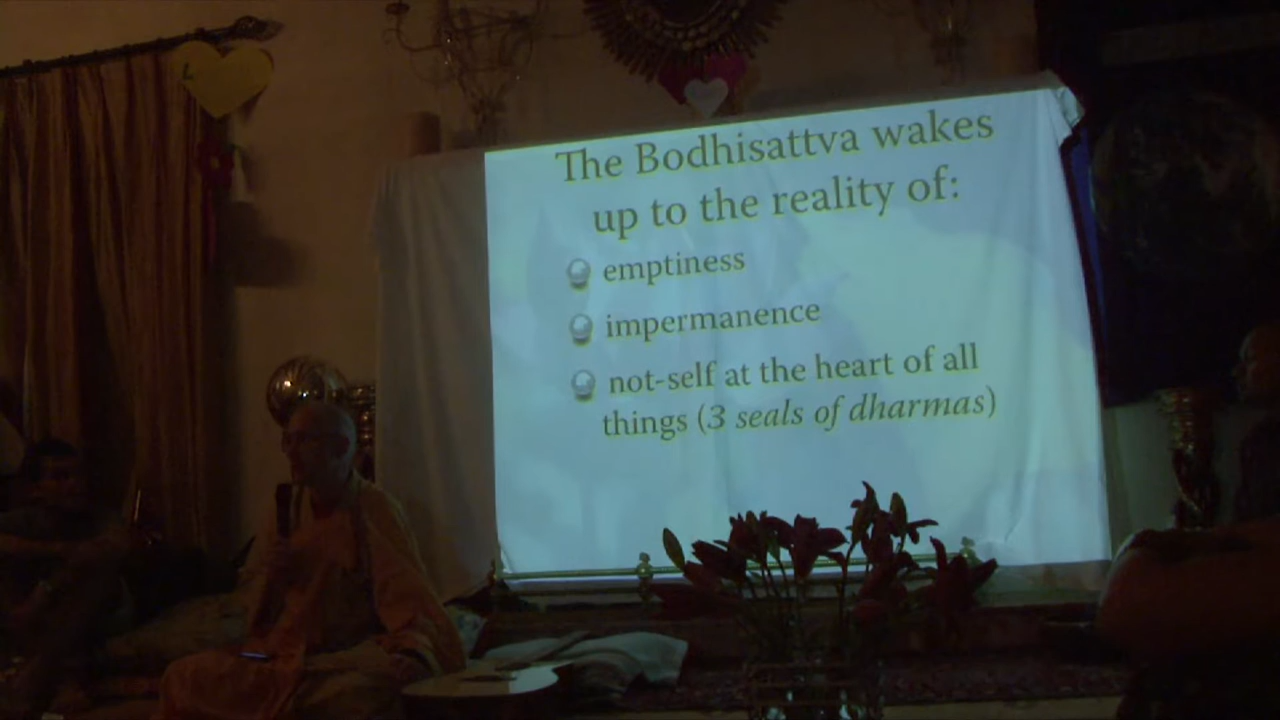 The Bodhisattva wakes
up to the reality of:
emptiness
impermanence
not-self at the heart of all
things (3 seals of dharmas)